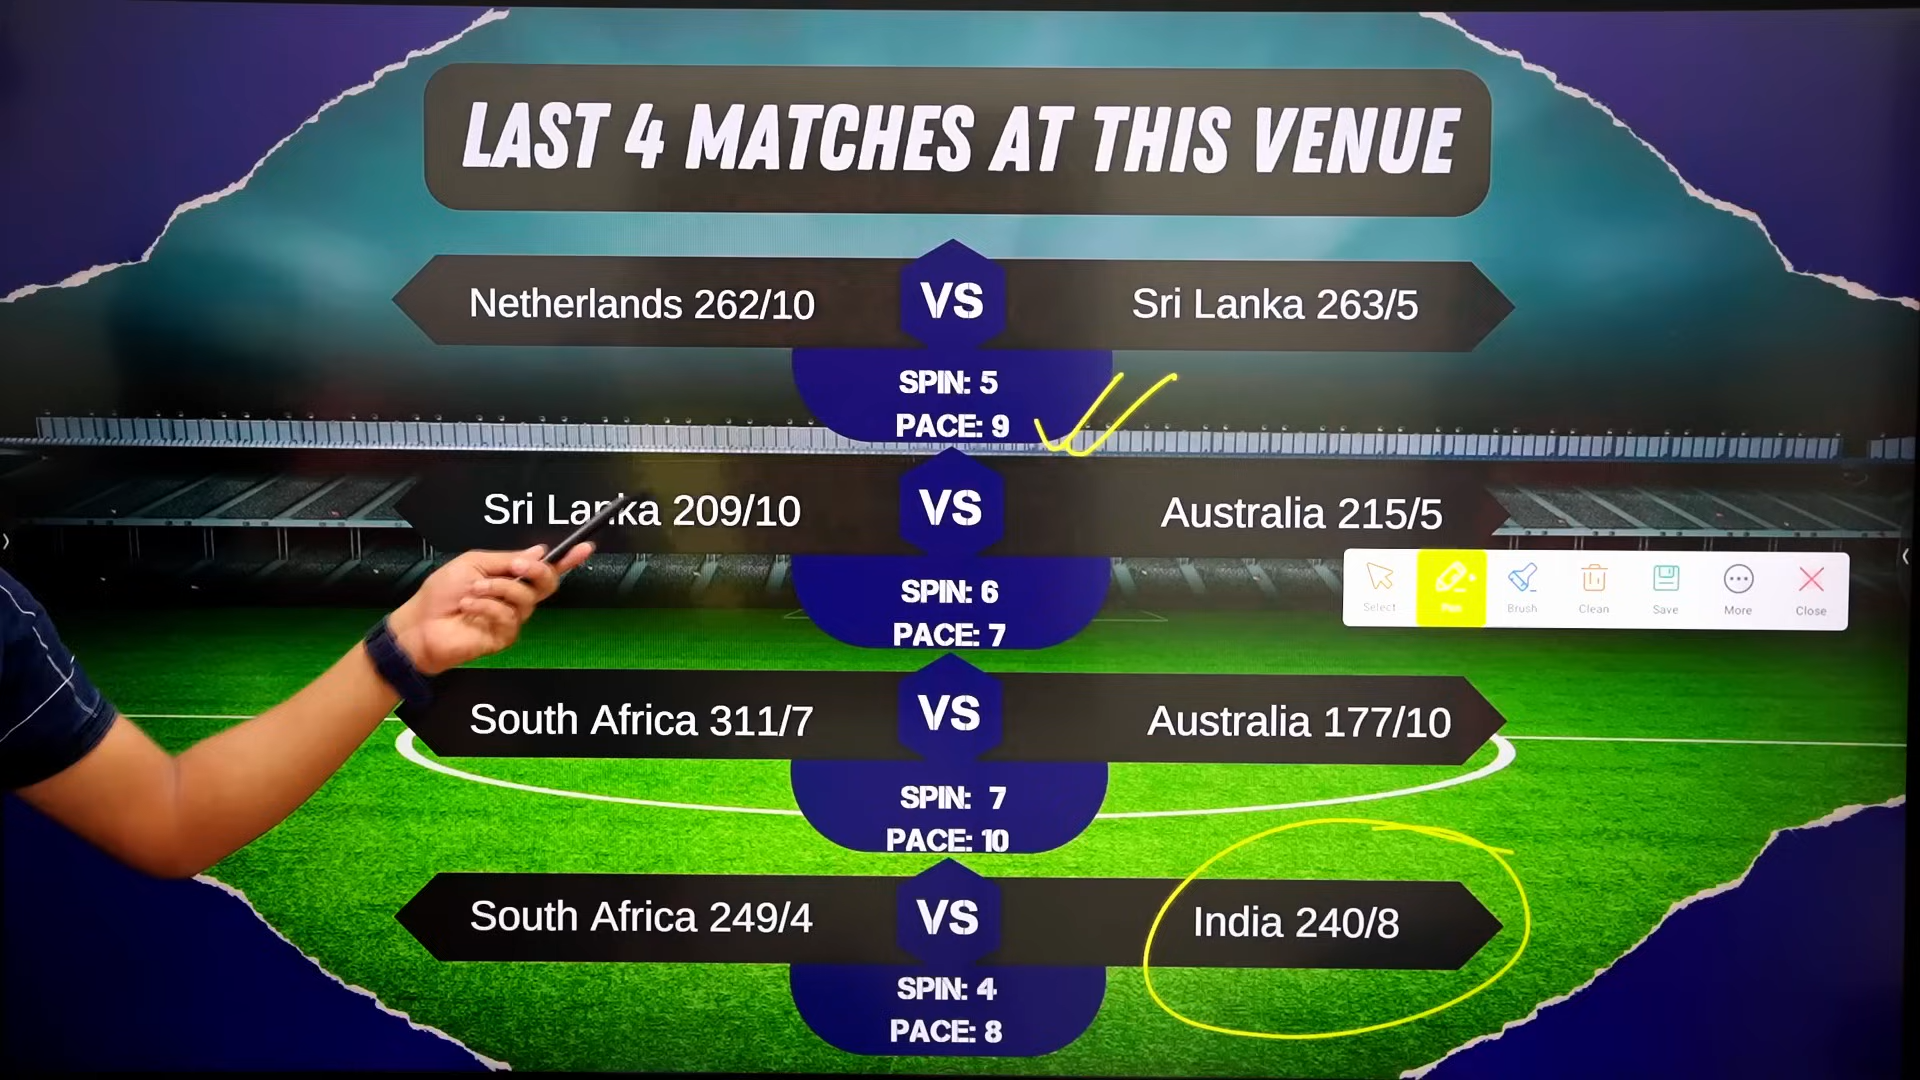 LAST 4 MATCHES AT THIS VENUE
Netherlands 262/10 VS Sri Lanka 263/5
SPIN: 5
PACE: 9
Sri Lanka 209/10 VS Australia 215/5
SPIN: 6
PACE: 7
Select Pen Brush Clean Save More Close
South Africa 311/7 VS Australia 177/10
SPIN: 7
PACE: 10
South Africa 249/4 VS India 240/8
SPIN: 4
PACE: 8